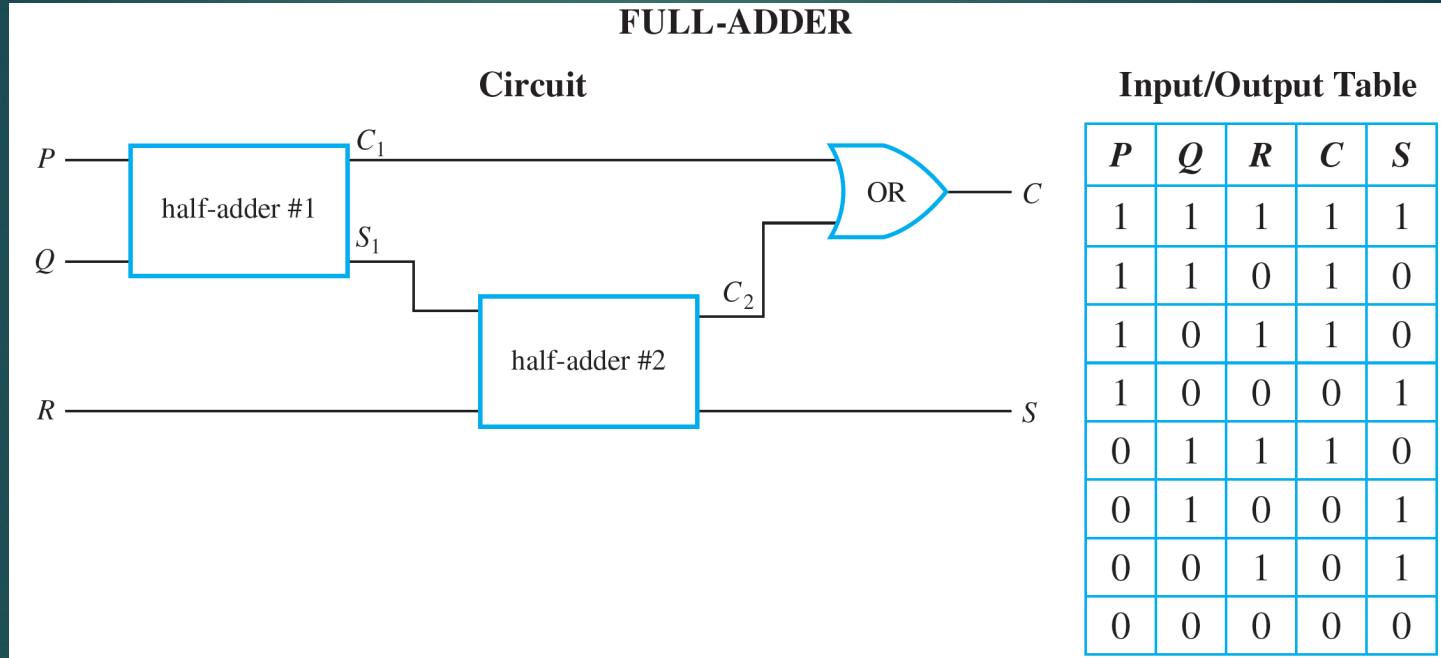 FULL-ADDER
Circuit
P
Q
R
half-adder #1
C1
S1
half-adder #2
C2
OR
C
S
Input/Output Table
P Q R C S
1 1 1 1 1
1 1 0 1 0
1 0 1 1 0
1 0 0 0 1
0 1 1 1 0
0 1 0 0 1
0 0 1 0 1
0 0 0 0 0